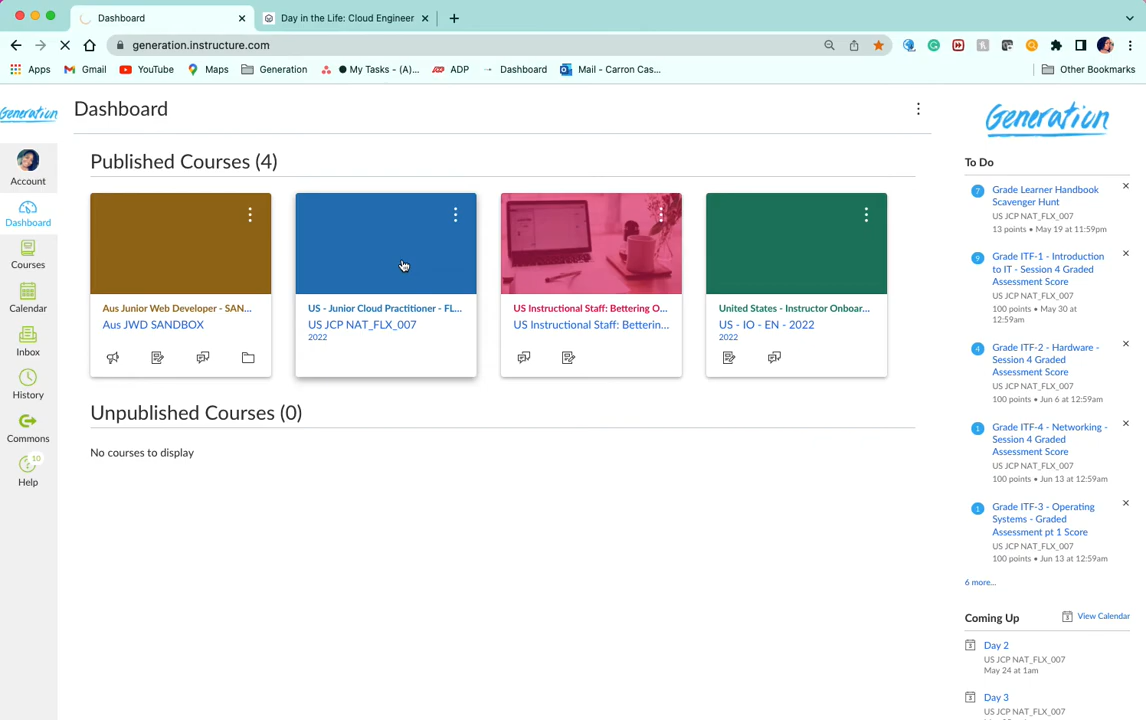 Dashboard
Day in the Life: Cloud Engineer
generation.instructure.com
Apps
Gmail
YouTube
Maps
Generation
My Tasks - (A)...
ADP
Dashboard
Mail - Carron Cas...
Other Bookmarks
Generation
Account
Dashboard
Courses
Calendar
Inbox
History
Commons
10
Help
Dashboard
Published Courses (4)
Aus Junior Web Developer - SAN...
Aus JWD SANDBOX
US - Junior Cloud Practitioner - FL...
US JCP NAT_FLX_007
2022
US Instructional Staff: Bettering O...
US Instructional Staff: Betterin...
United States - Instructor Onboar...
US - IO - EN - 2022
2022
Unpublished Courses (0)
No courses to display
Generation
To Do
7
Grade Learner Handbook
Scavenger Hunt
US JCP NAT_FLX_007
13 points • May 19 at 11:59pm
9
Grade ITF-1 - Introduction
to IT - Session 4 Graded
Assessment Score
US JCP NAT_FLX_007
100 points • May 30 at
12:59am
4
Grade ITF-2 - Hardware -
Session 4 Graded
Assessment Score
US JCP NAT_FLX_007
100 points • Jun 6 at 12:59am
1
Grade ITF-4 - Networking -
Session 4 Graded
Assessment Score
US JCP NAT_FLX_007
100 points • Jun 13 at 12:59am
1
Grade ITF-3 - Operating
Systems - Graded
Assessment pt 1 Score
US JCP NAT_FLX_007
100 points • Jun 13 at 12:59am
6 more...
Coming Up
View Calendar
Day 2
US JCP NAT_FLX_007
May 24 at 1am
Day 3
US JCP NAT_FLX_007